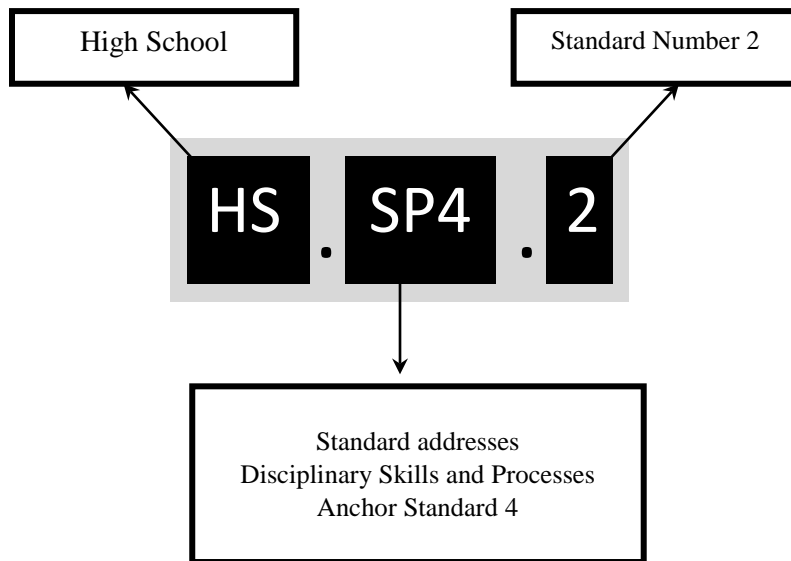 High School
Standard Number 2
HS . SP4 . 2
Standard addresses
Disciplinary Skills and Processes
Anchor Standard 4